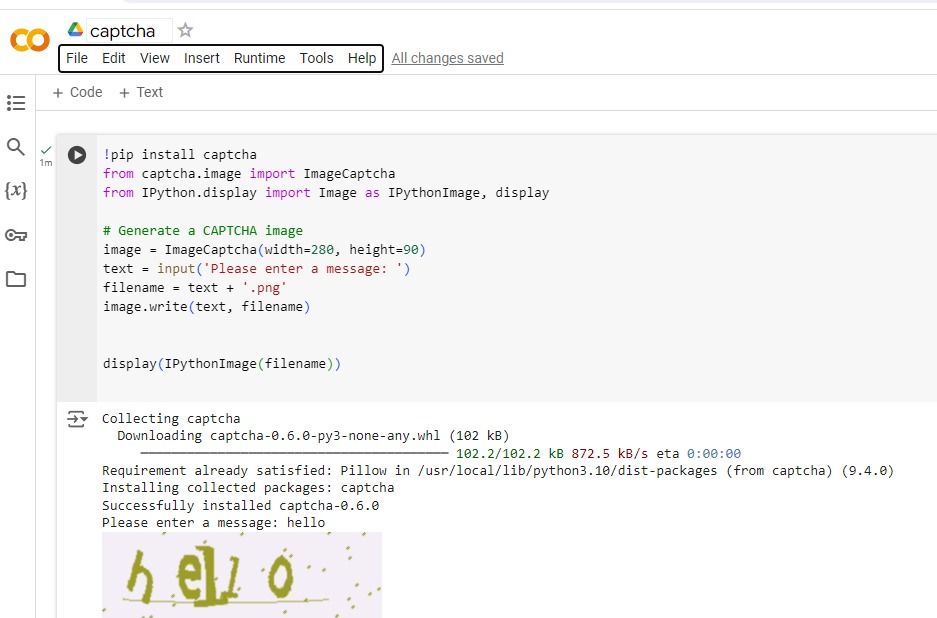 captcha
File Edit View Insert Runtime Tools Help All changes saved
+ Code + Text
1m
!pip install captcha
from captcha.image import ImageCaptcha
from IPython.display import Image as IPythonImage, display
# Generate a CAPTCHA image
image = ImageCaptcha(width=280, height=90)
text = input('Please enter a message: ')
filename = text + '.png'
image.write(text, filename)
display(IPythonImage(filename))
Collecting captcha
Downloading captcha-0.6.0-py3-none-any.whl (102 kB)
102.2/102.2 kB 872.5 kB/s eta 0:00:00
Requirement already satisfied: Pillow in /usr/local/lib/python3.10/dist-packages (from captcha) (9.4.0)
Installing collected packages: captcha
Successfully installed captcha-0.6.0
Please enter a message: hello
hello